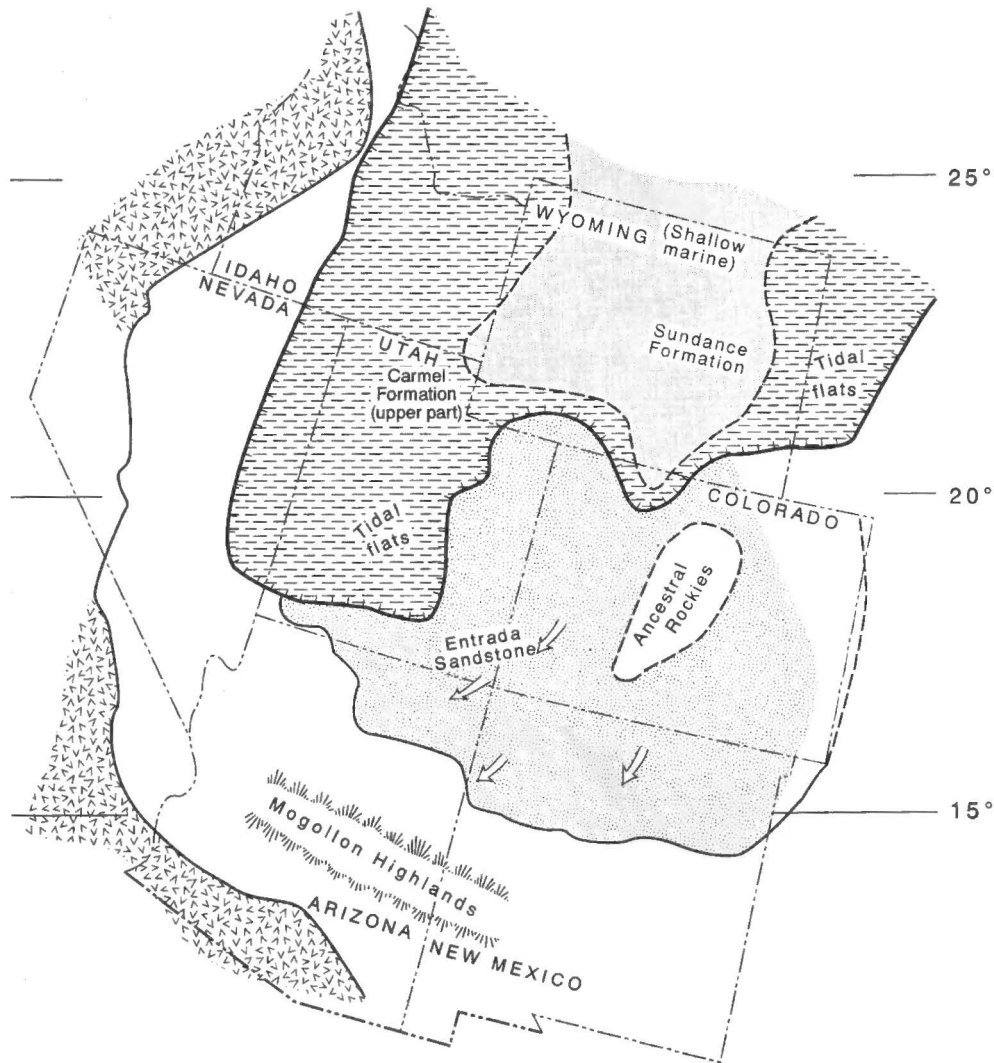 25°
WYOMING
(Shallow
marine)
IDAHO
NEVADA
Sundance
Formation
UTAH
Carmel
Formation
(upper part)
Tidal
flats
20°
COLORADO
Tidal
flats
Ancestral
Rockies
Entrada
Sandstone
15°
Mogollon Highlands
ARIZONA
NEW MEXICO